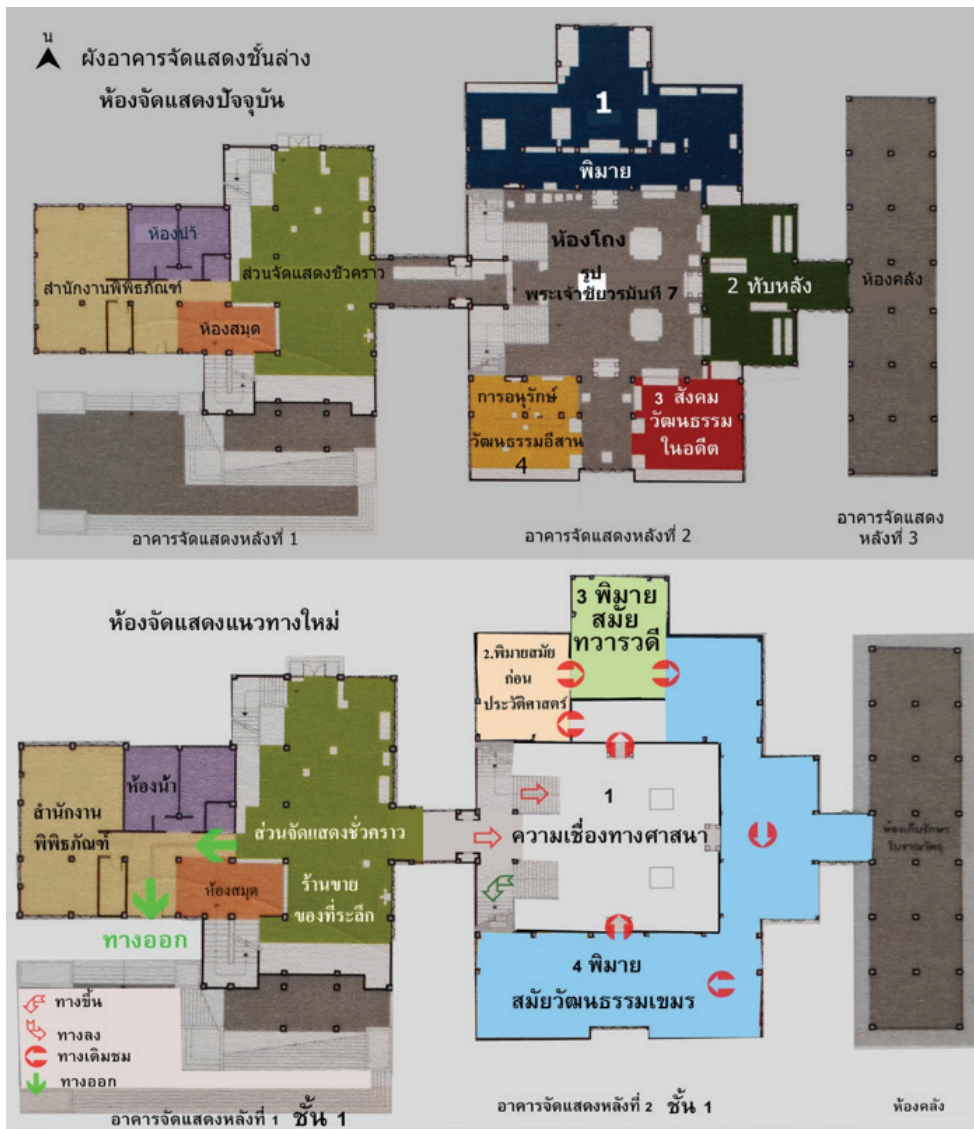 น
ผังอาคารจัดแสดงชั้นล่าง
ห้องจัดแสดงปัจจุบัน
1
พิมาย
ห้องน้ำ
สำนักงานพิพิธภัณฑ์
ส่วนจัดแสดงชั่วคราว
ห้องสมุด
ห้องโถง
รูป
พระเจ้าชัยวรมันที่ 7
2 ทับหลัง
ห้องคลัง
การอนุรักษ์
วัฒนธรรมอีสาน
4
3 สังคม
วัฒนธรรม
ในอดีต
อาคารจัดแสดงหลังที่ 1
อาคารจัดแสดงหลังที่ 2
อาคารจัดแสดง
หลังที่ 3
ห้องจัดแสดงแนวทางใหม่
3 พิมาย
สมัย
ทวารวดี
2.พิมายสมัย
ก่อน
ประวัติศาสตร์
สำนักงาน
พิพิธภัณฑ์
ห้องน้ำ
ส่วนจัดแสดงชั่วคราว
ห้องสมุด
ร้านขาย
ของที่ระลึก
ทางออก
1
ความเชื่องทางศาสนา
ห้องเก็บรักษา
โบราณวัตถุ
4 พิมาย
สมัยวัฒนธรรมเขมร
ทางขึ้น
ทางลง
ทางเดิมชม
ทางออก
อาคารจัดแสดงหลังที่ 1 ชั้น 1
อาคารจัดแสดงหลังที่ 2 ชั้น 1
ห้องคลัง